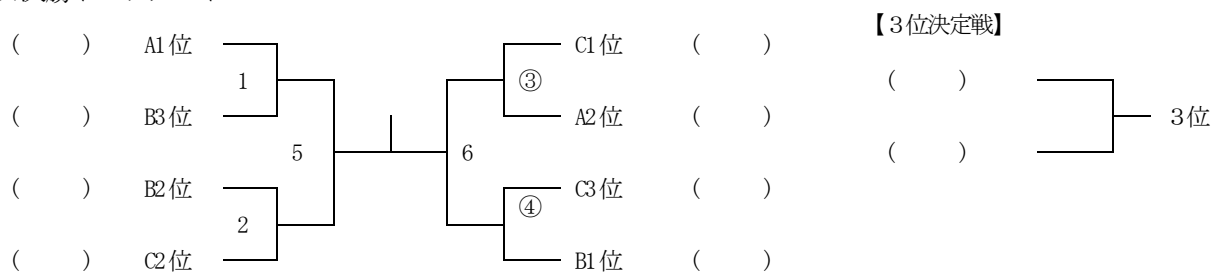 【３位決定戦】
(　　) A1位 C1位 (　　)
1 ③ (　　)
(　　) B3位 A2位 (　　) ３位
5 6 (　　)
(　　) B2位 C3位 (　　)
2 ④
(　　) C2位 B1位 (　　)